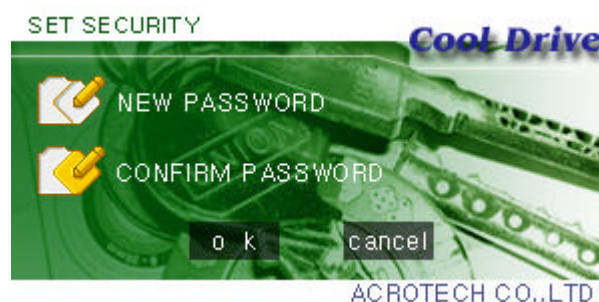 SET SECURITY
Cool Drive
NEW PASSWORD
CONFIRM PASSWORD
o k
cancel
ACROTECH CO.,LTD